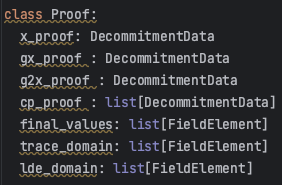 class Proof:
  x_proof: DecommitmentData
  gx_proof : DecommitmentData
  g2x_proof : DecommitmentData
  cp_proof : list[DecommitmentData]
  final_values: list[FieldElement]
  trace_domain: list[FieldElement]
  lde_domain: list[FieldElement]